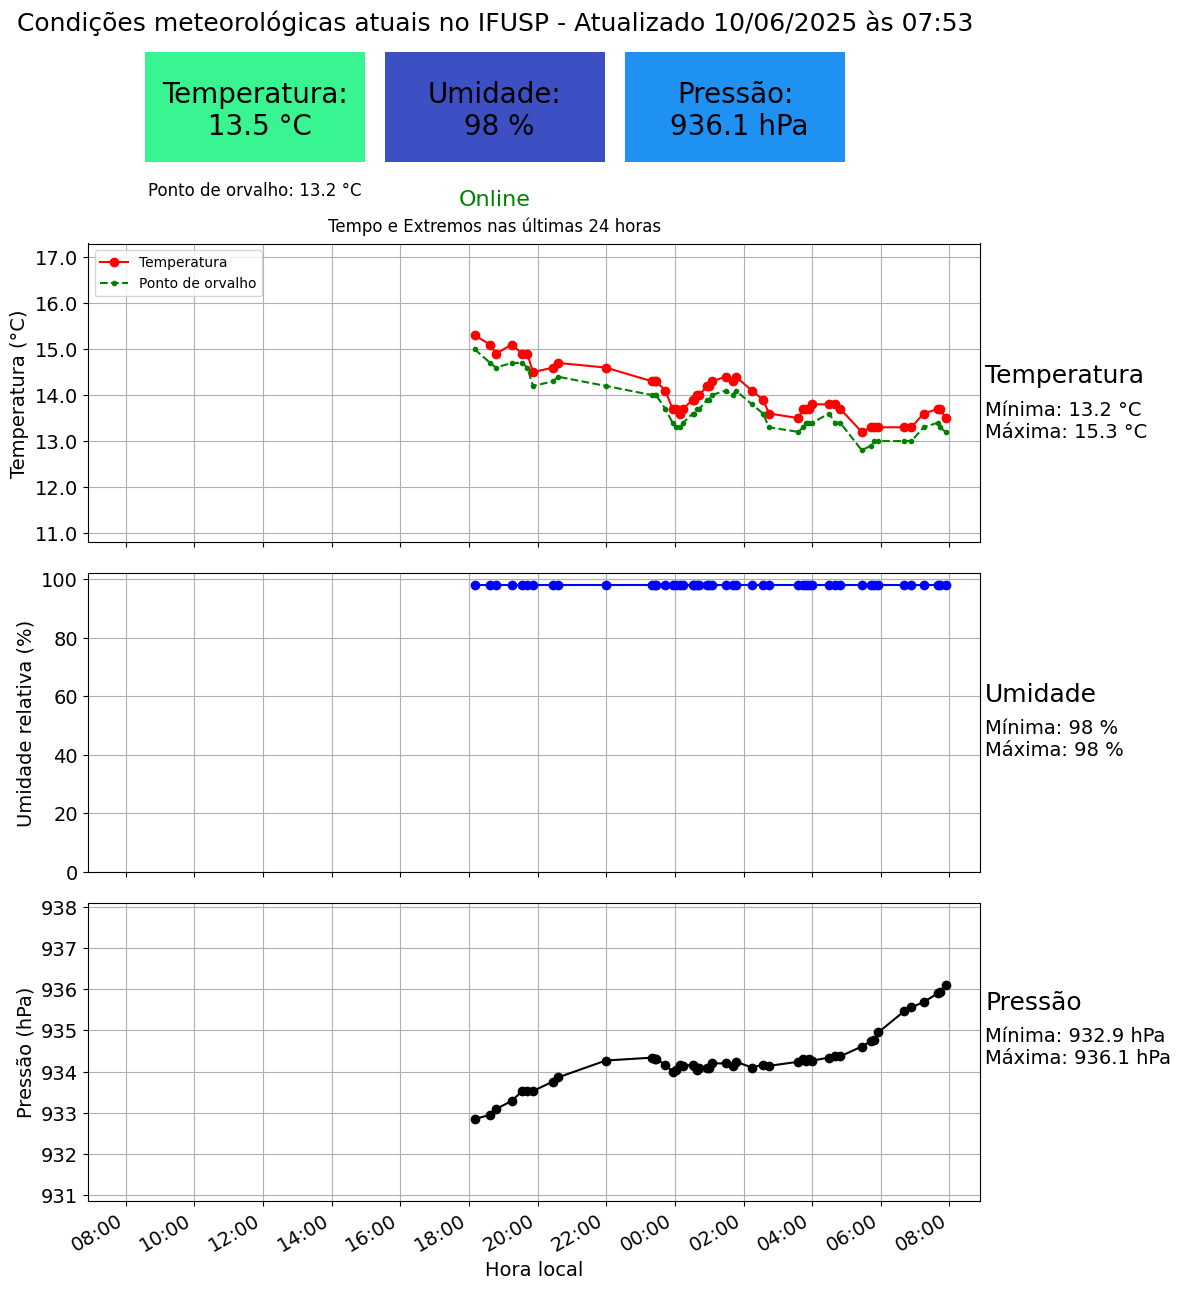 Condições meteorológicas atuais no IFUSP - Atualizado 10/06/2025 às 07:53
Temperatura:
13.5 °C
Umidade:
98 %
Pressão:
936.1 hPa
Ponto de orvalho: 13.2 °C
Online
Tempo e Extremos nas últimas 24 horas
Temperatura
Ponto de orvalho
Temperatura (°C)
17.0
16.0
15.0
14.0
13.0
12.0
11.0
Temperatura
Mínima: 13.2 °C
Máxima: 15.3 °C
Umidade relativa (%)
100
80
60
40
20
0
Umidade
Mínima: 98 %
Máxima: 98 %
Pressão (hPa)
938
937
936
935
934
933
932
931
Pressão
Mínima: 932.9 hPa
Máxima: 936.1 hPa
08:00
10:00
12:00
14:00
16:00
18:00
20:00
22:00
00:00
02:00
04:00
06:00
08:00
Hora local